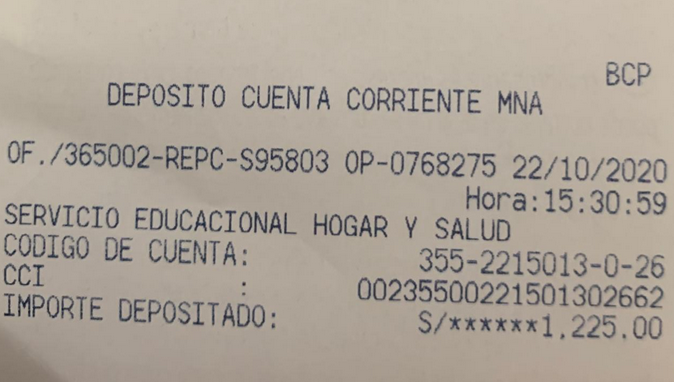 BCP
DEPOSITO CUENTA CORRIENTE MNA
OF./365002-REPC-S95803 OP-0768275 22/10/2020
Hora:15:30:59
SERVICIO EDUCACIONAL HOGAR Y SALUD
CODIGO DE CUENTA: 355-2215013-0-26
CCI : 00235500221501302662
IMPORTE DEPOSITADO: S/******1,225.00